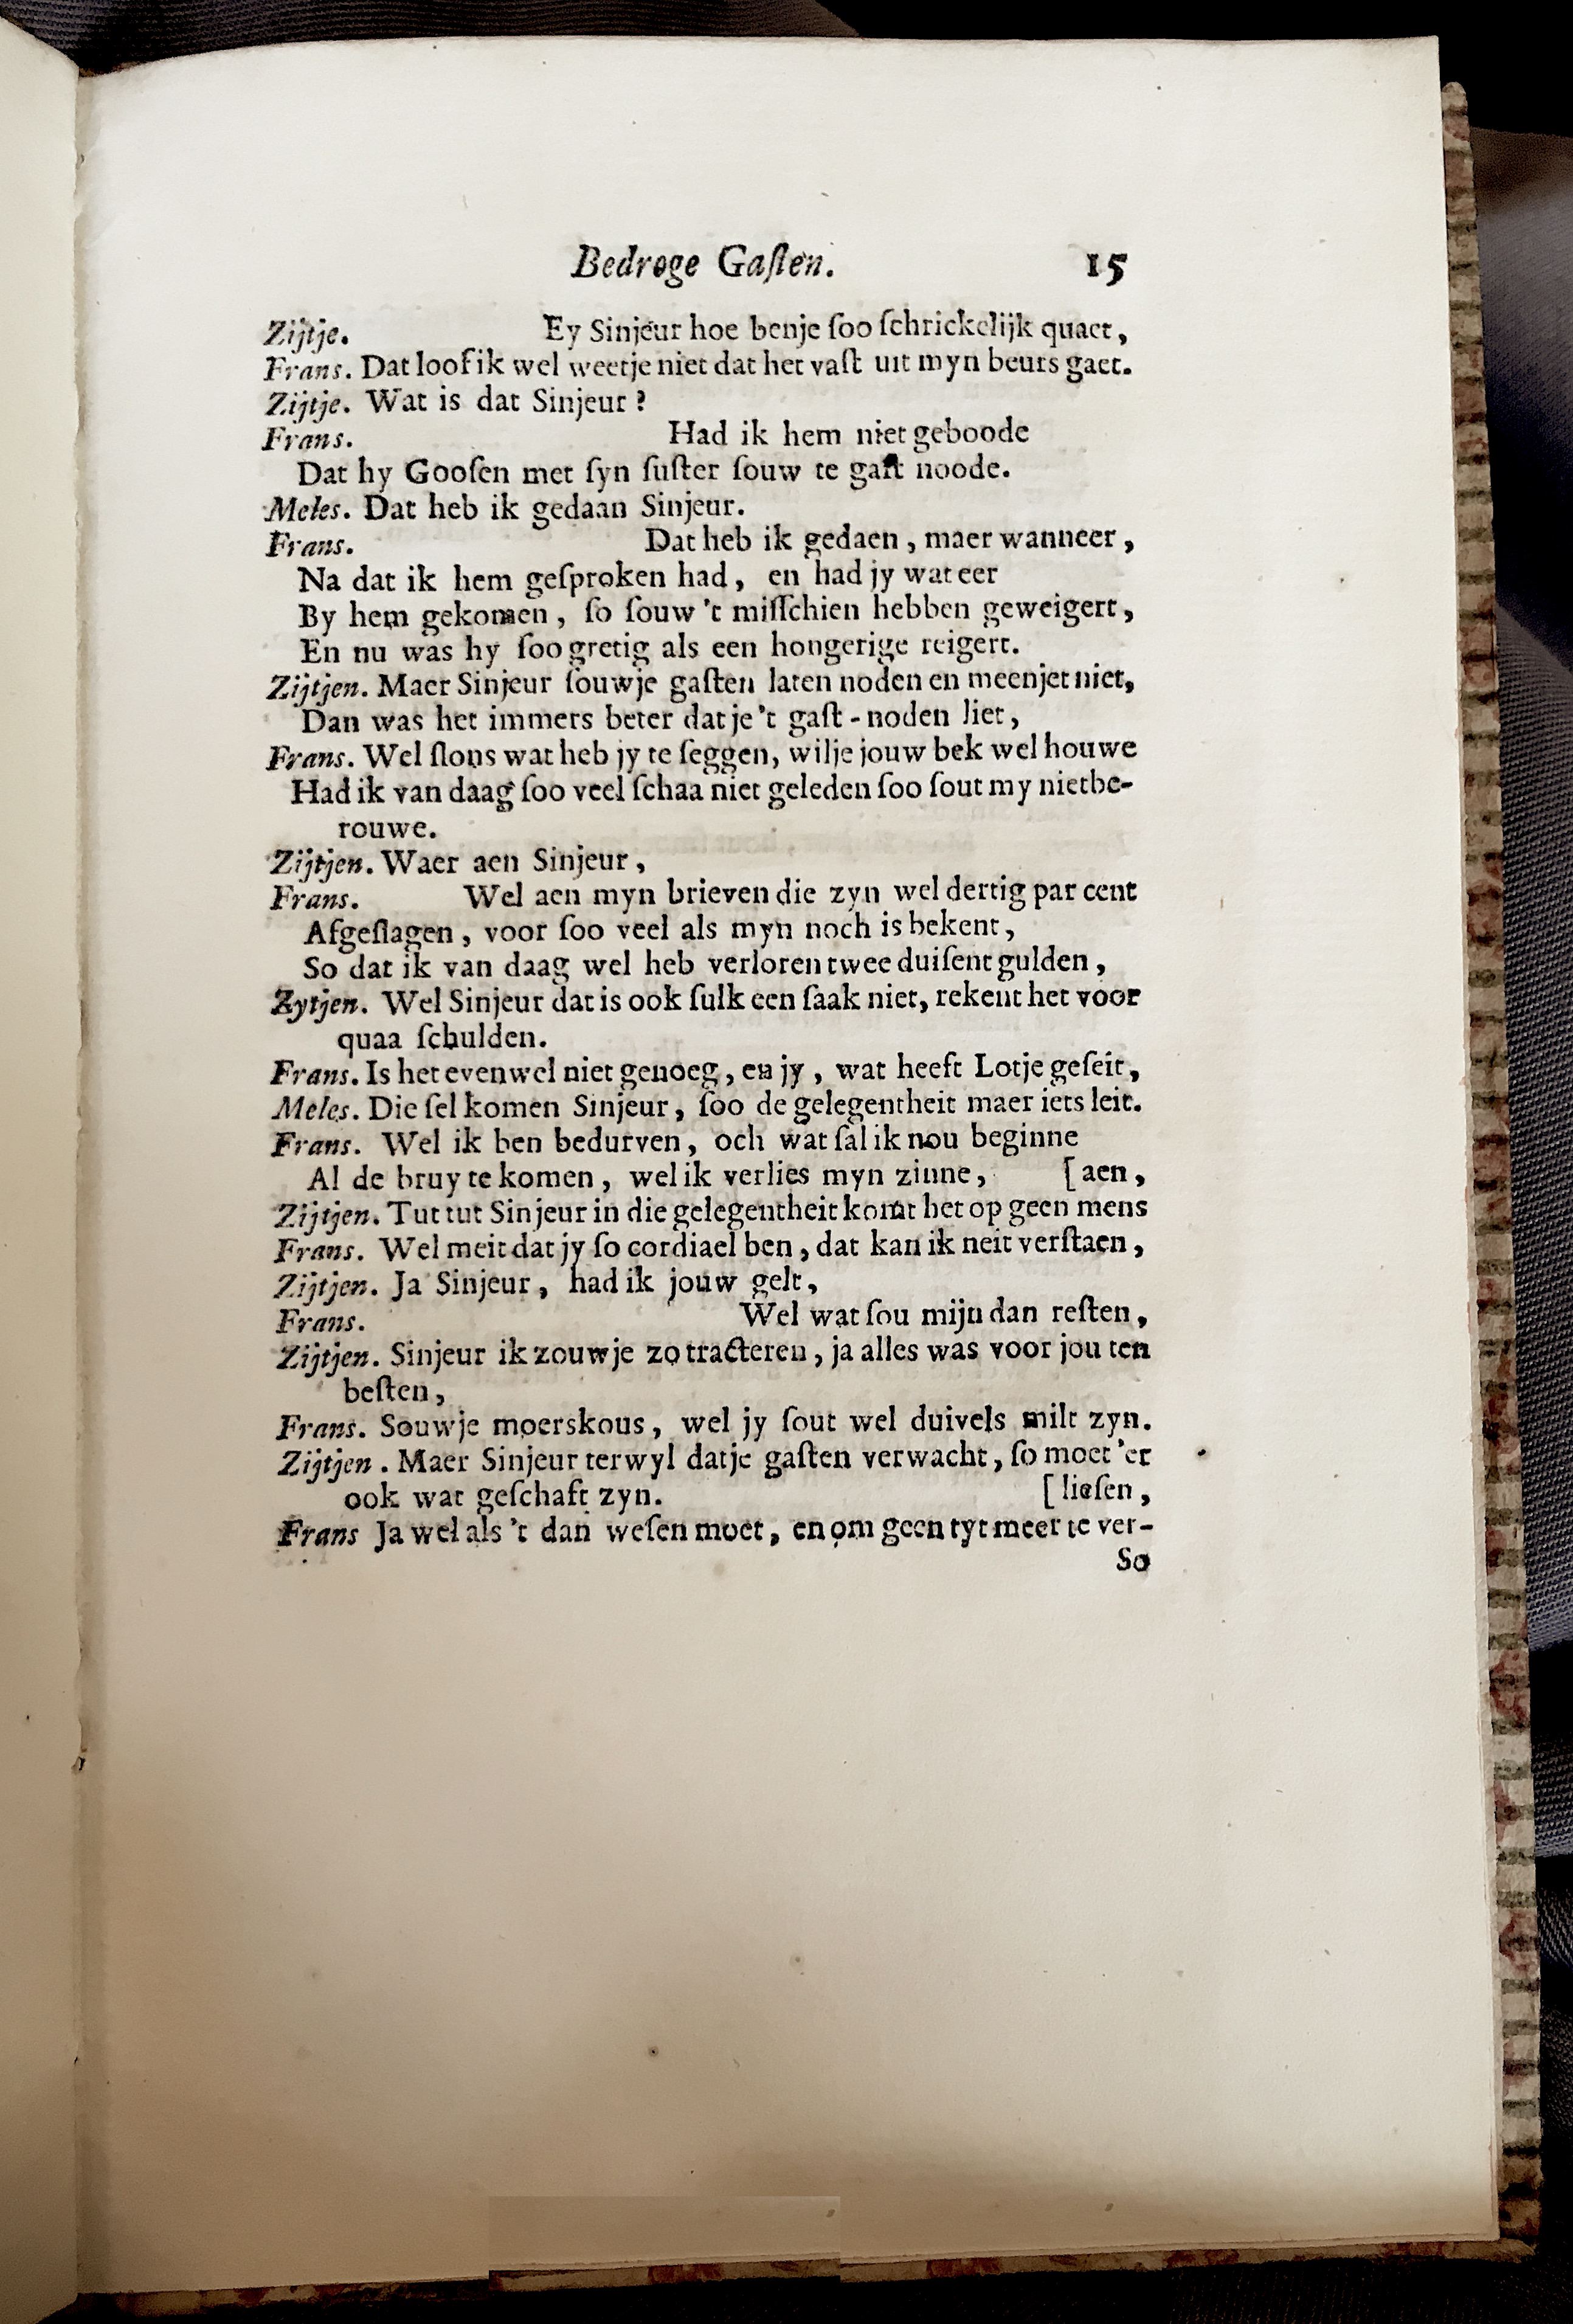 Bedroge Gaſten. 15
Zijtje. Ey Sinjeur hoe benje ſoo ſchrickelijk quaet,
Frans. Dat loof ik wel weetje niet dat het vaſt uit myn beurs gaet.
Zijtje. Wat is dat Sinjeur?
Frans. Had ik hem niet geboode
Dat hy Gooſen met ſyn ſuſter ſouw te gaſt noode.
Meles. Dat heb ik gedaan Sinjeur.
Frans. Dat heb ik gedaen, maer wanneer,
Na dat ik hem geſproken had, en had jy wat eer
By hem gekomen, ſo ſouw 't miſſchien hebben geweigert,
En nu was hy ſoo gretig als een hongerige reigert.
Zijtjen. Maer Sinjeur ſouwje gaſten laten noden en meenjet niet,
Dan was het immers beter dat je 't gaſt-noden liet,
Frans. Wel ſlons wat heb jy te ſeggen, wilje jouw bek wel houwe
Had ik van daag ſoo veel ſchaa niet geleden ſoo ſout my niet be-
rouwe.
Zijtjen. Waer aen Sinjeur,
Frans. Wel aen myn brieven die zyn wel dertig par cent
Afgeſlagen, voor ſoo veel als myn noch is bekent,
So dat ik van daag wel heb verloren twee duiſent gulden,
Zytjen. Wel Sinjeur dat is ook ſulk een ſaak niet, rekent het voor
quaa ſchulden.
Frans. Is het evenwel niet genoeg, en jy, wat heeft Lotje geſeit,
Meles. Die ſel komen Sinjeur, ſoo de gelegentheit maer iets leit.
Frans. Wel ik ben bedurven, och wat ſal ik nou beginne
Al de bruy te komen, wel ik verlies myn zinne, [aen,
Zijtjen. Tut tut Sinjeur in die gelegentheit komt het op geen mens
Frans. Wel meit dat jy ſo cordiael ben, dat kan ik neit verſtaen,
Zijtjen. Ja Sinjeur, had ik jouw gelt,
Frans. Wel wat ſou mijn dan reſten,
Zijtjen. Sinjeur ik zouwje zo tracteren, ja alles was voor jou ten
beſten,
Frans. Souwje moerskous, wel jy ſout wel duivels milt zyn.
Zijtjen. Maer Sinjeur terwyl datje gaſten verwacht, ſo moet 'er
ook wat geſchaft zyn. [lieſen,
Frans Ja wel als 't dan weſen moet, en om geen tyt meer te ver-
So